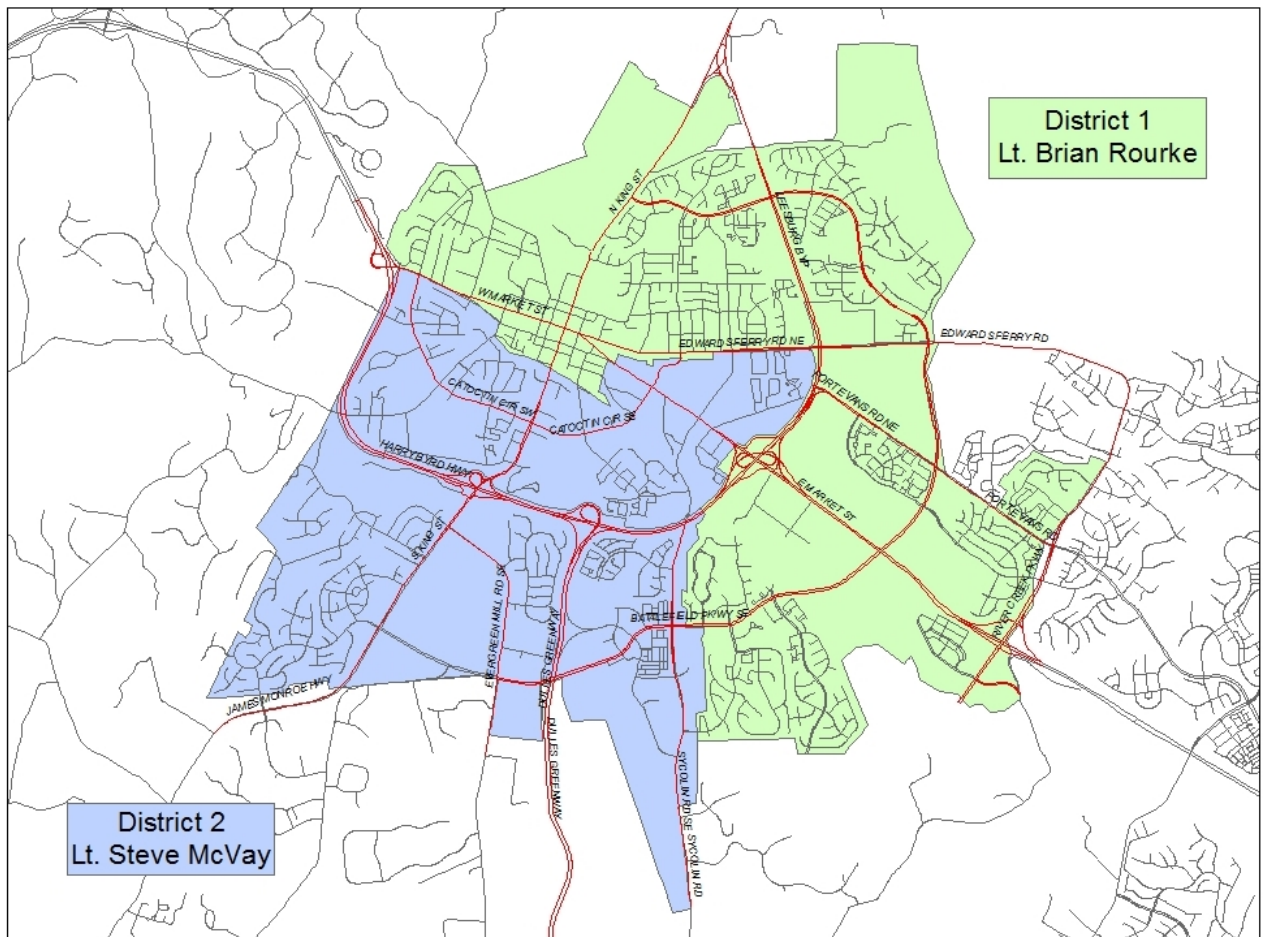 District 1
Lt. Brian Rourke
N KING ST
LEESBURG BYP
W MARKET ST
EDWARDS FERRY RD
EDWARDS FERRY RD NE
FORT EVANS RD NE
CATOCTIN CIR SW
CATOCTIN CIR SE
HARRY BYRD HWY
E MARKET ST
FORT EVANS RD
S KING ST
RIVER CREEK PKWY
EVERGREEN MILL RD SE
BATTLEFIELD PKWY SE
DULLES GREENWAY
JAMES MONROE HWY
DULLES GREENWAY
SYCOLIN RD SE
SYCOLIN RD
District 2
Lt. Steve McVay